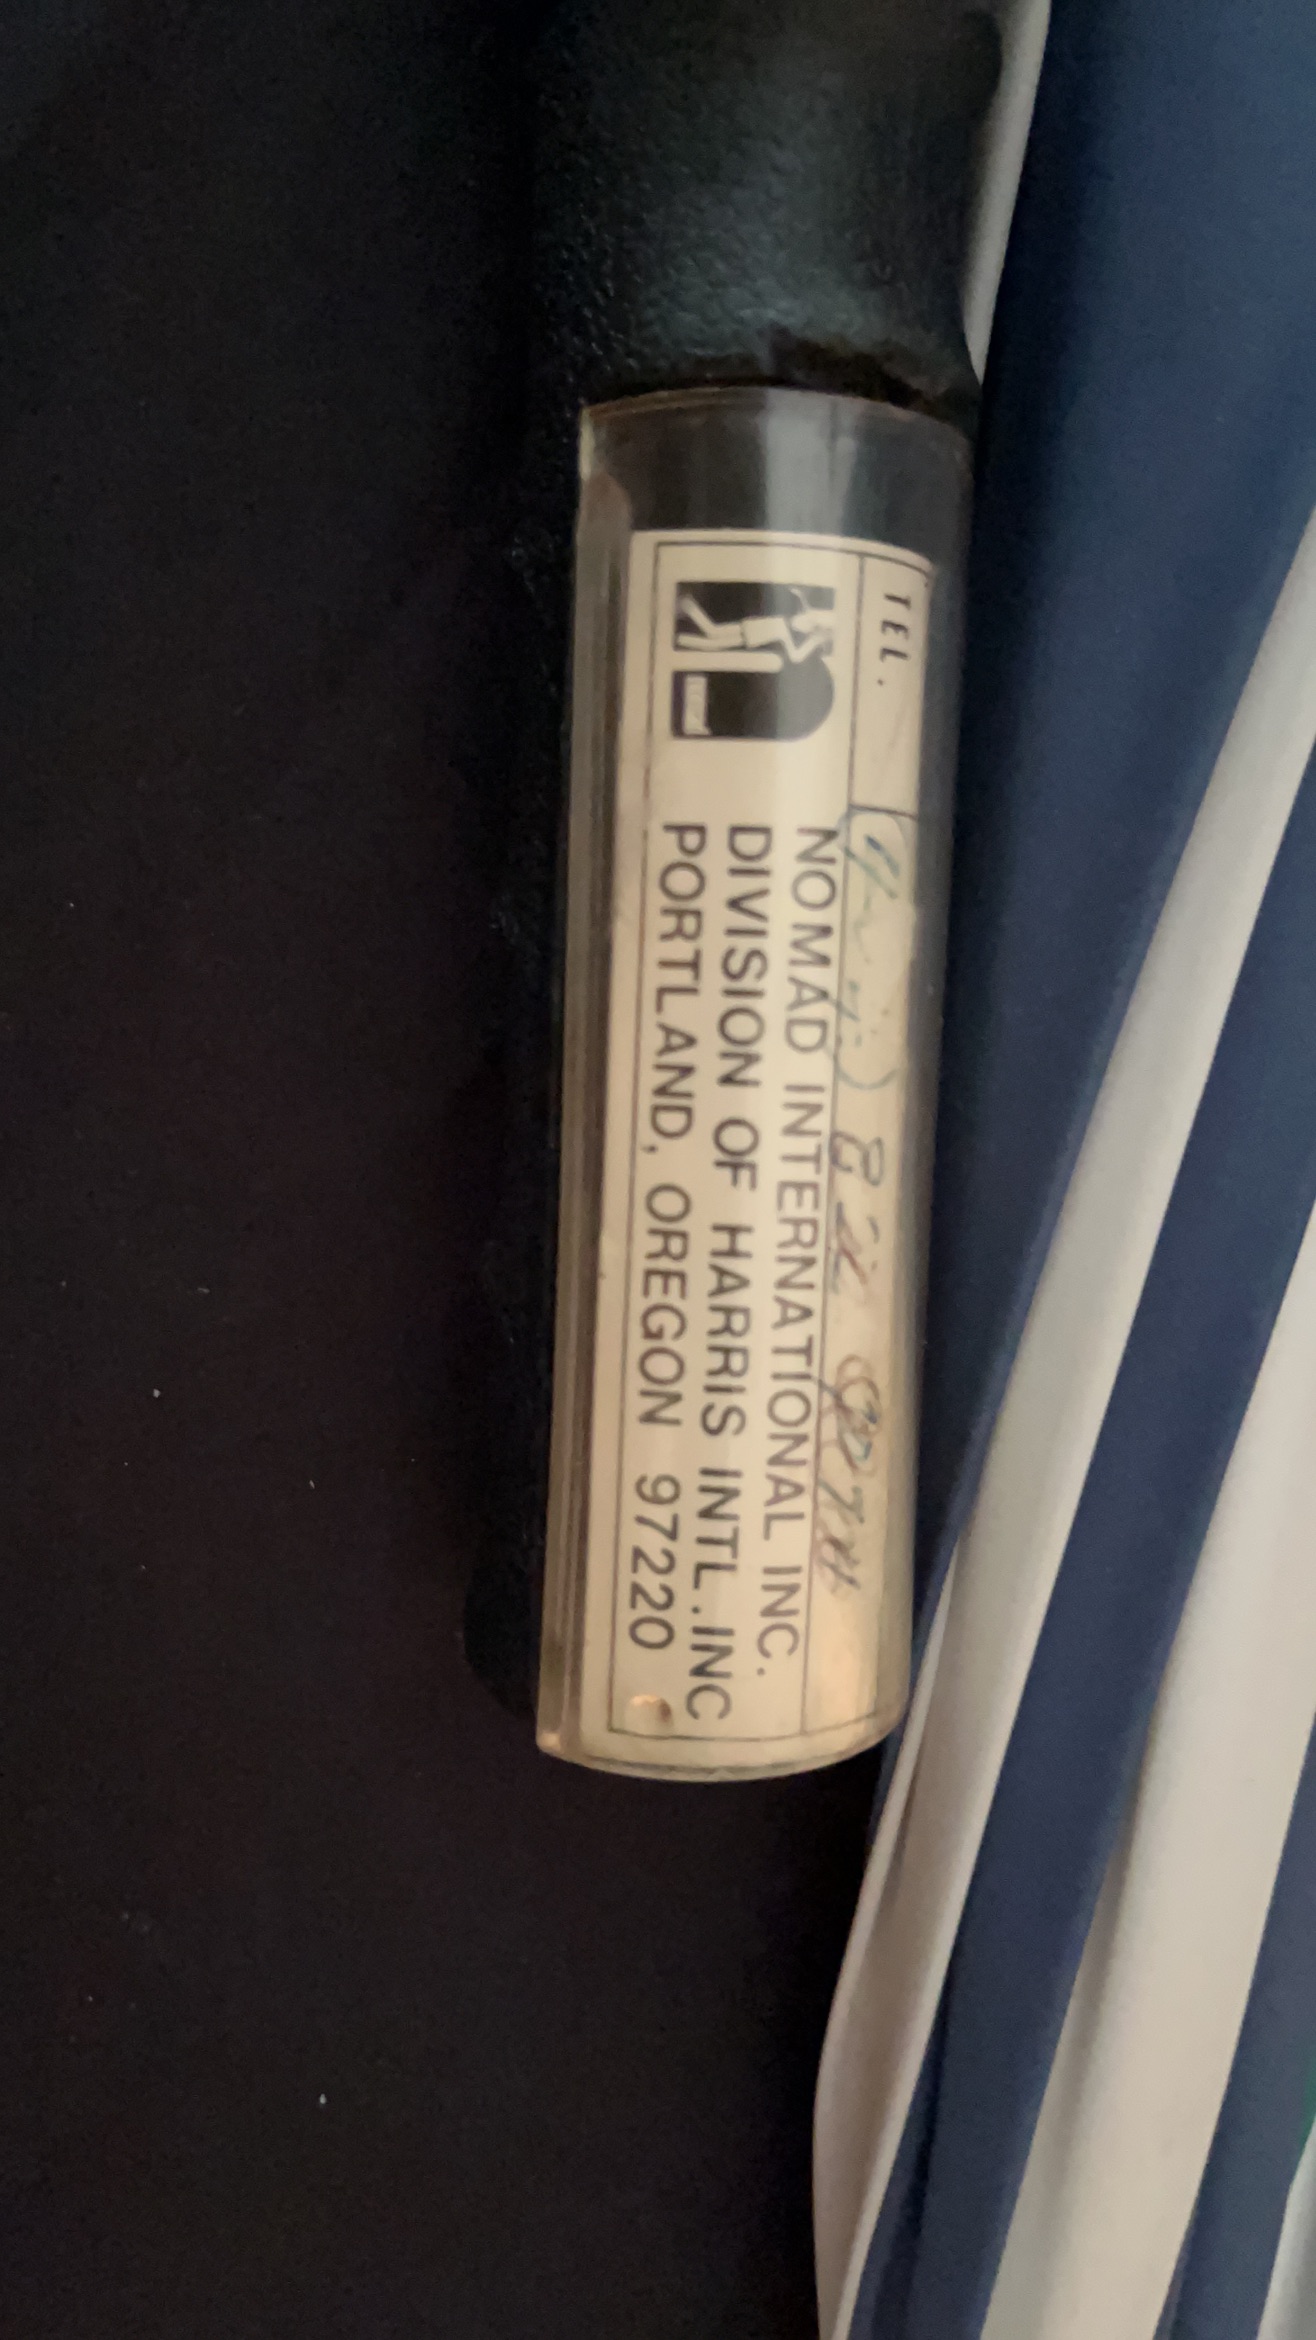 TEL.
NOMAD INTERNATIONAL INC.
DIVISION OF HARRIS INTL.INC
PORTLAND, OREGON 97220